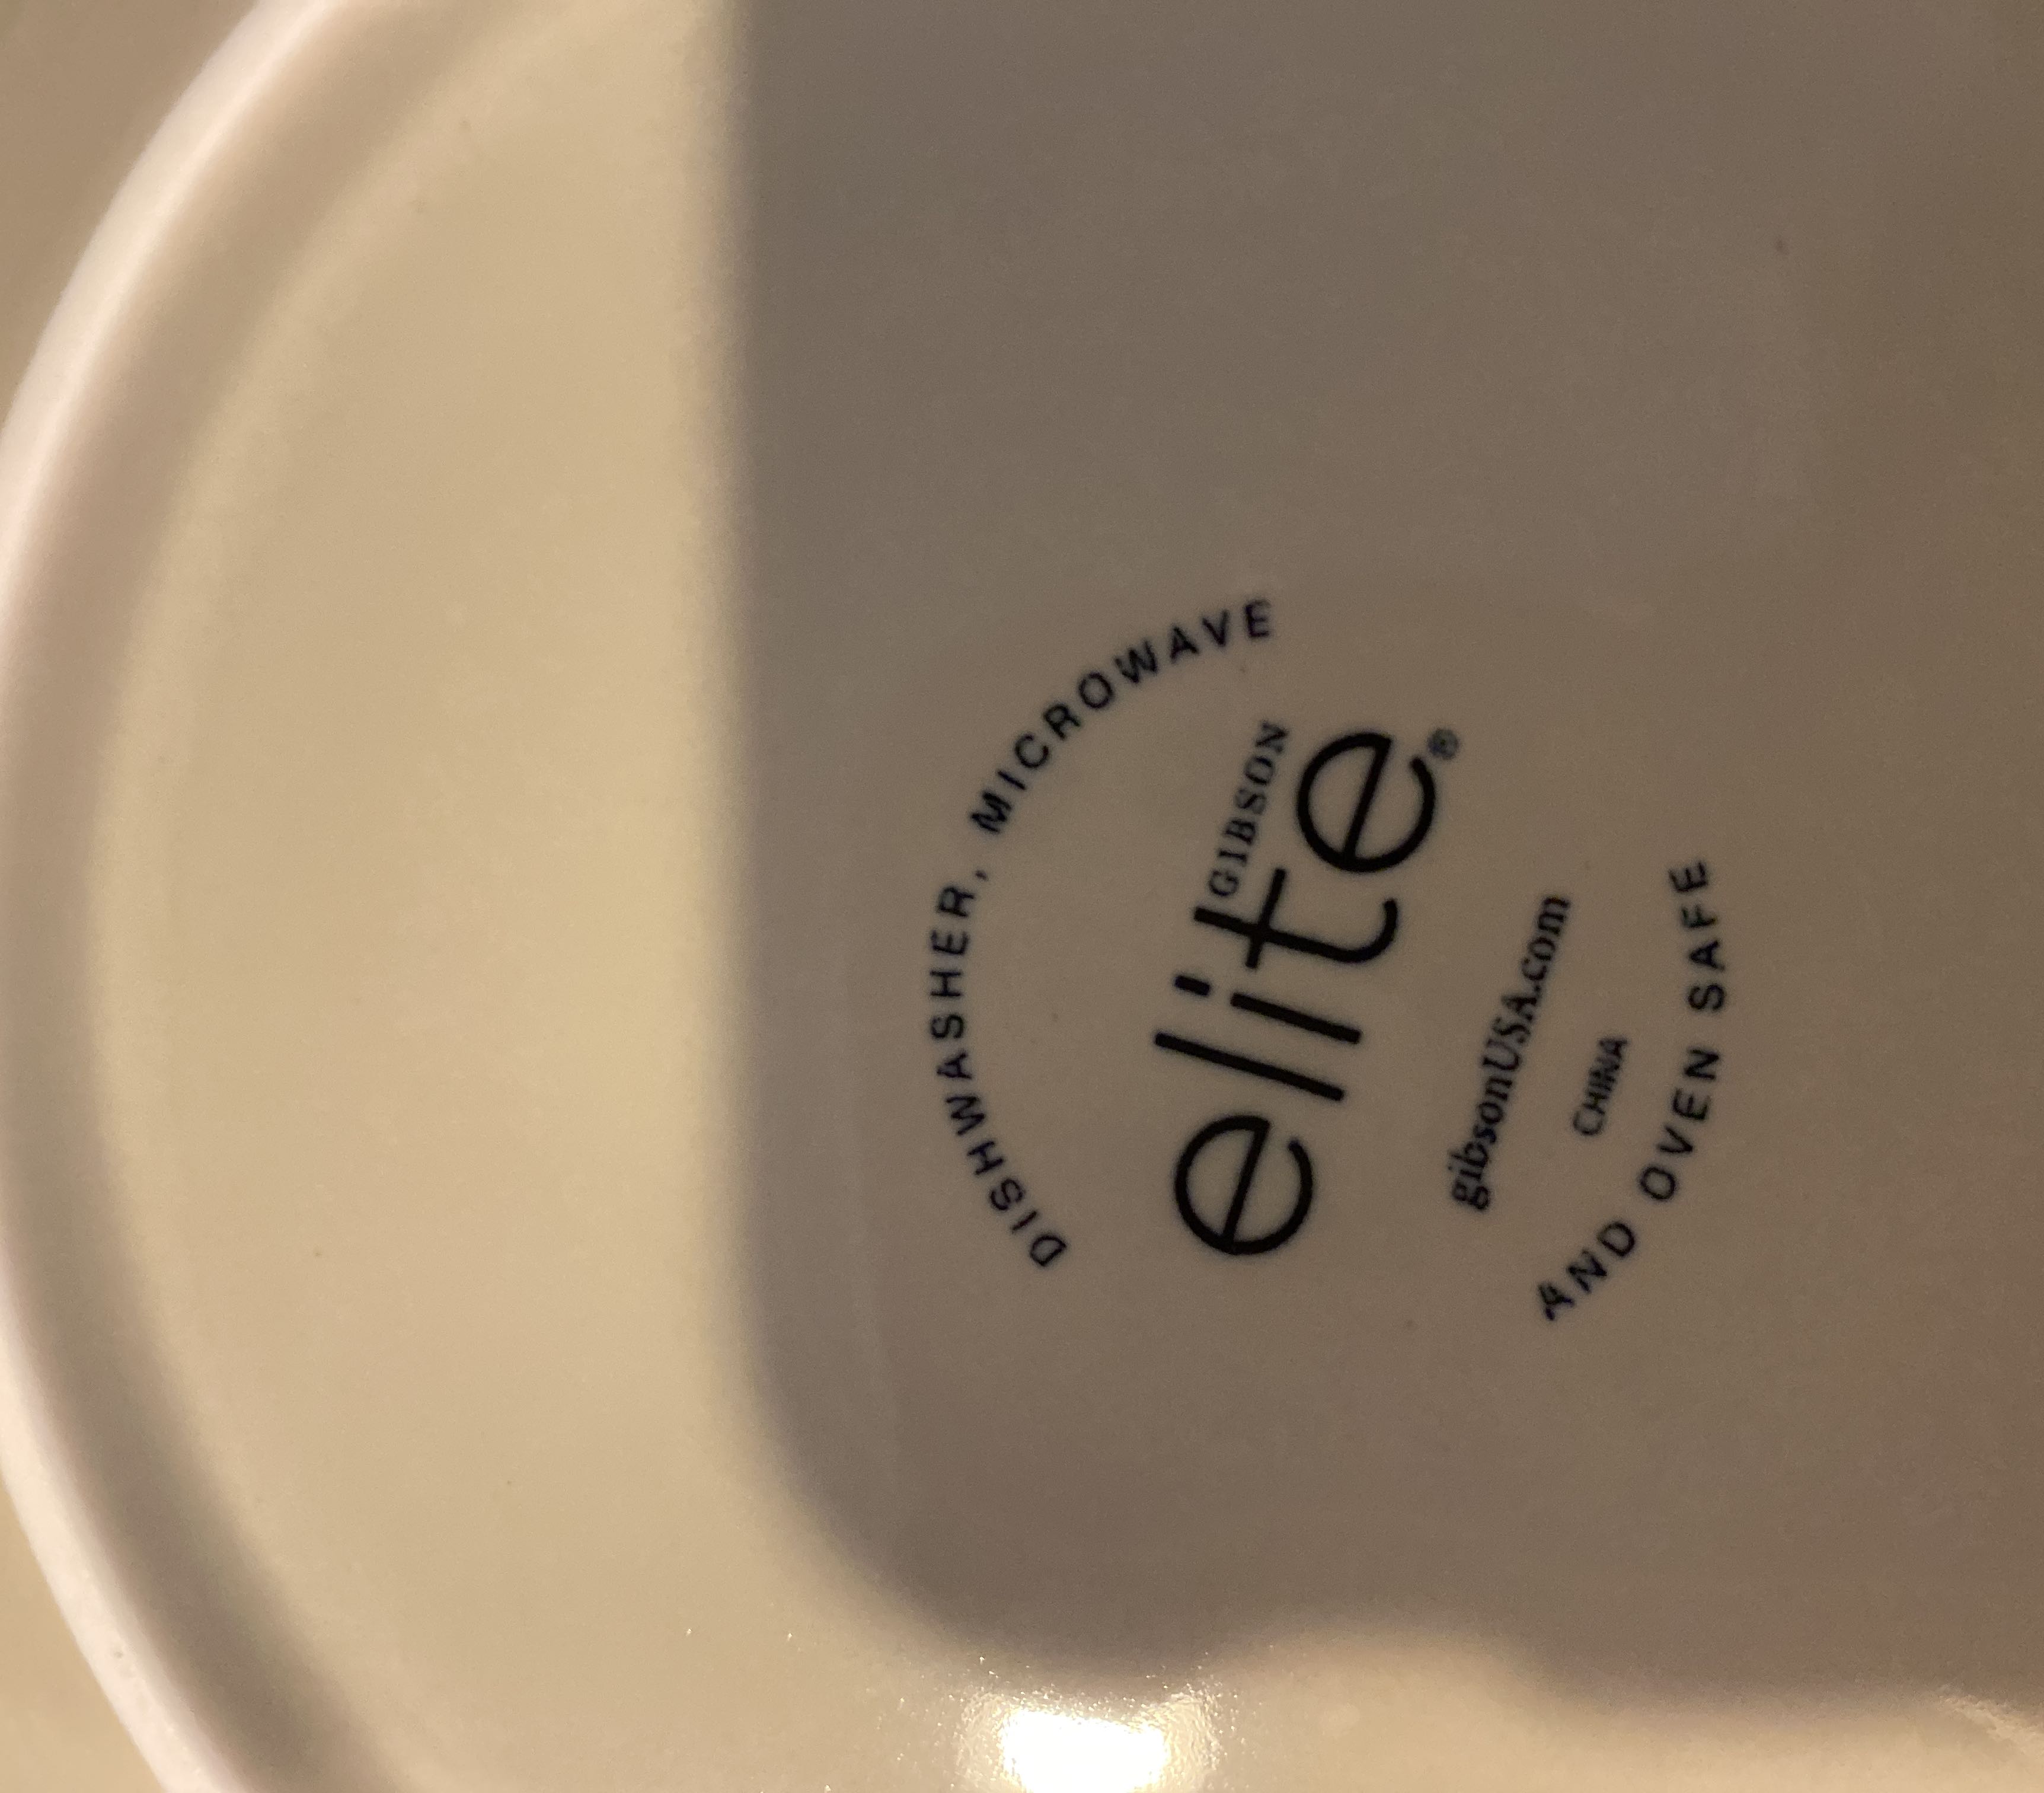 DISHWASHER, MICROWAVE
GIBSON
elite®
gibsonUSA.com
CHINA
AND OVEN SAFE